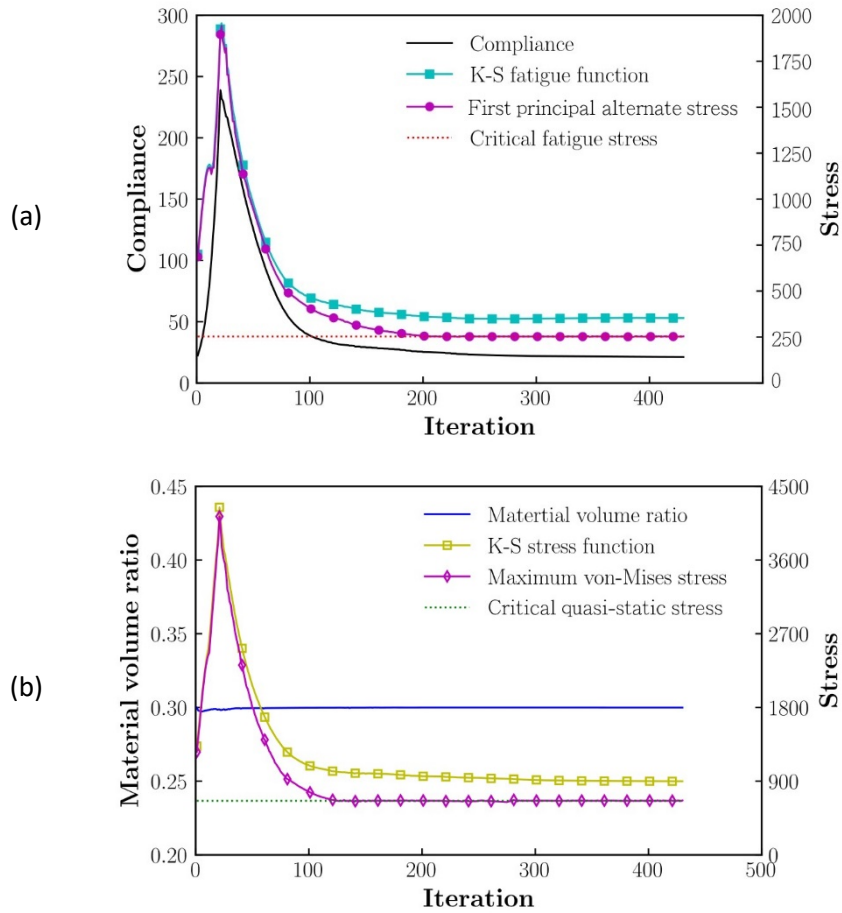 (a)
Compliance
300
250
200
150
100
50
0
2000
1750
1500
1250
1000
750
500
250
0
Stress
Compliance
K-S fatigue function
First principal alternate stress
Critical fatigue stress
0
100
200
300
400
Iteration
(b)
Material volume ratio
0.45
0.40
0.35
0.30
0.25
0.20
4500
3600
2700
1800
900
0
Stress
Matertial volume ratio
K-S stress function
Maximum von-Mises stress
Critical quasi-static stress
0
100
200
300
400
500
Iteration